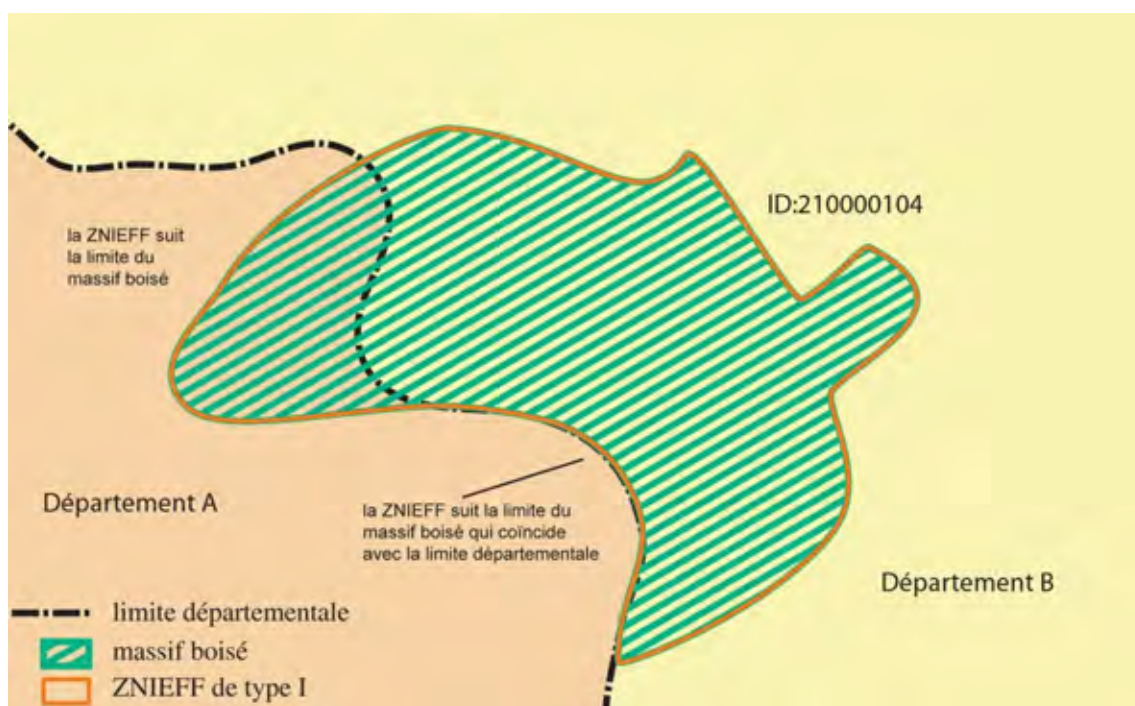 ID:210000104
la ZNIEFF suit
la limite du
massif boisé
Département A
la ZNIEFF suit la limite du
massif boisé qui coïncide
avec la limite départementale
Département B
limite départementale
massif boisé
ZNIEFF de type I